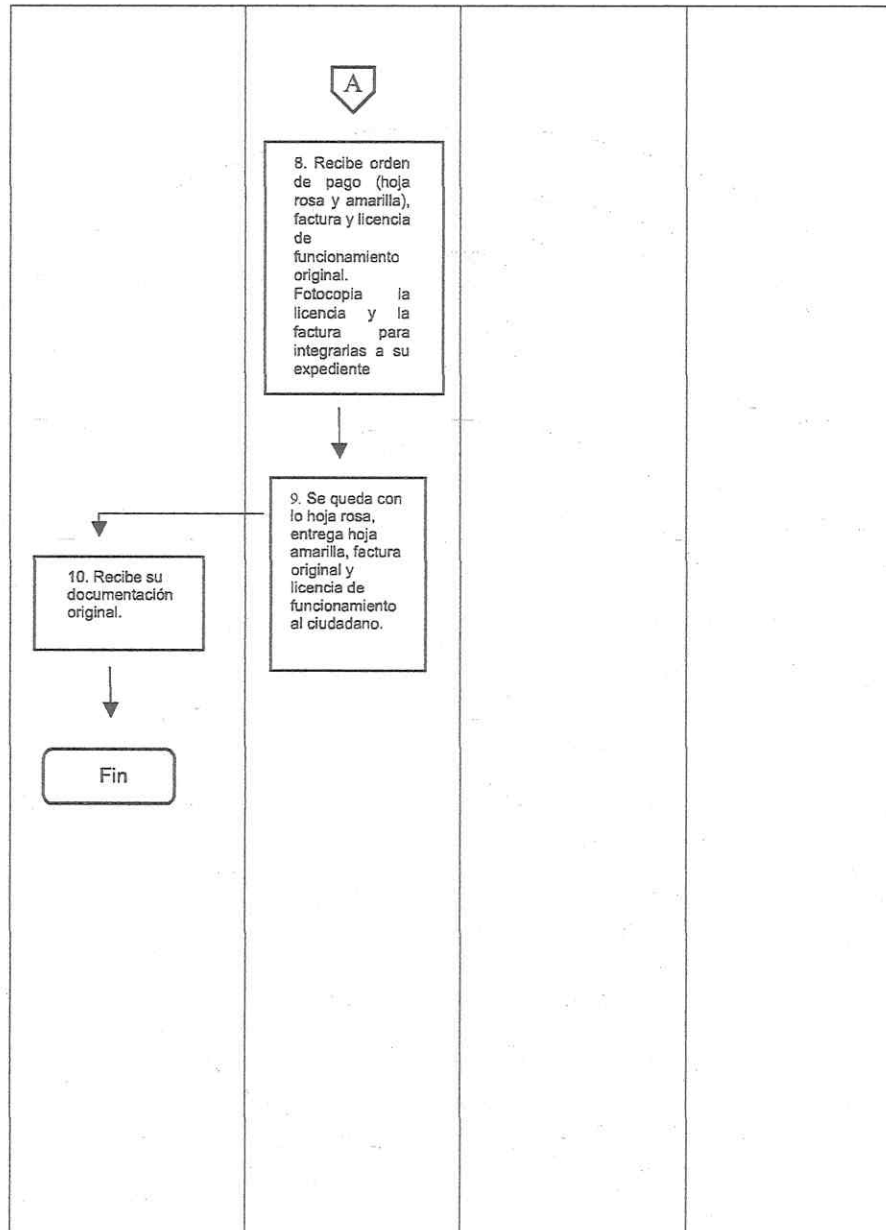 A
8. Recibe orden
de pago (hoja
rosa y amarilla),
factura y licencia
de
funcionamiento
original.
Fotocopia la
licencia y la
factura para
integrarlas a su
expediente
9. Se queda con
lo hoja rosa,
entrega hoja
amarilla, factura
original y
licencia de
funcionamiento
al ciudadano.
10. Recibe su
documentación
original.
Fin